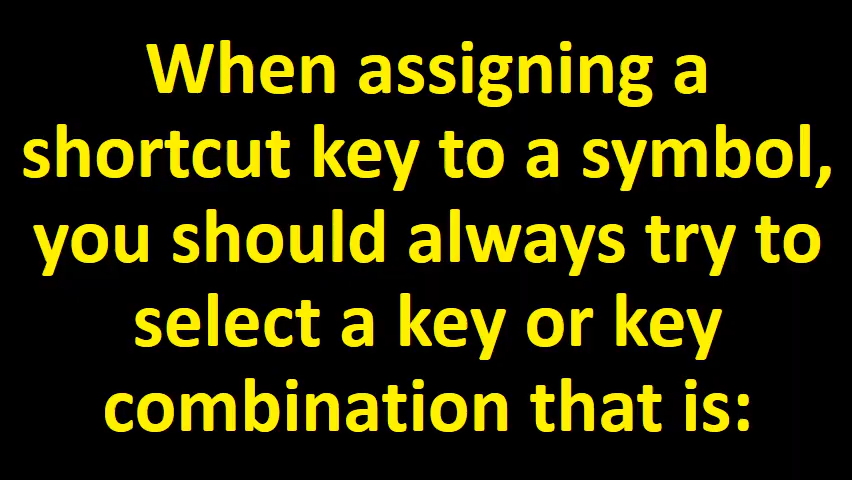 When assigning a
shortcut key to a symbol,
you should always try to
select a key or key
combination that is: